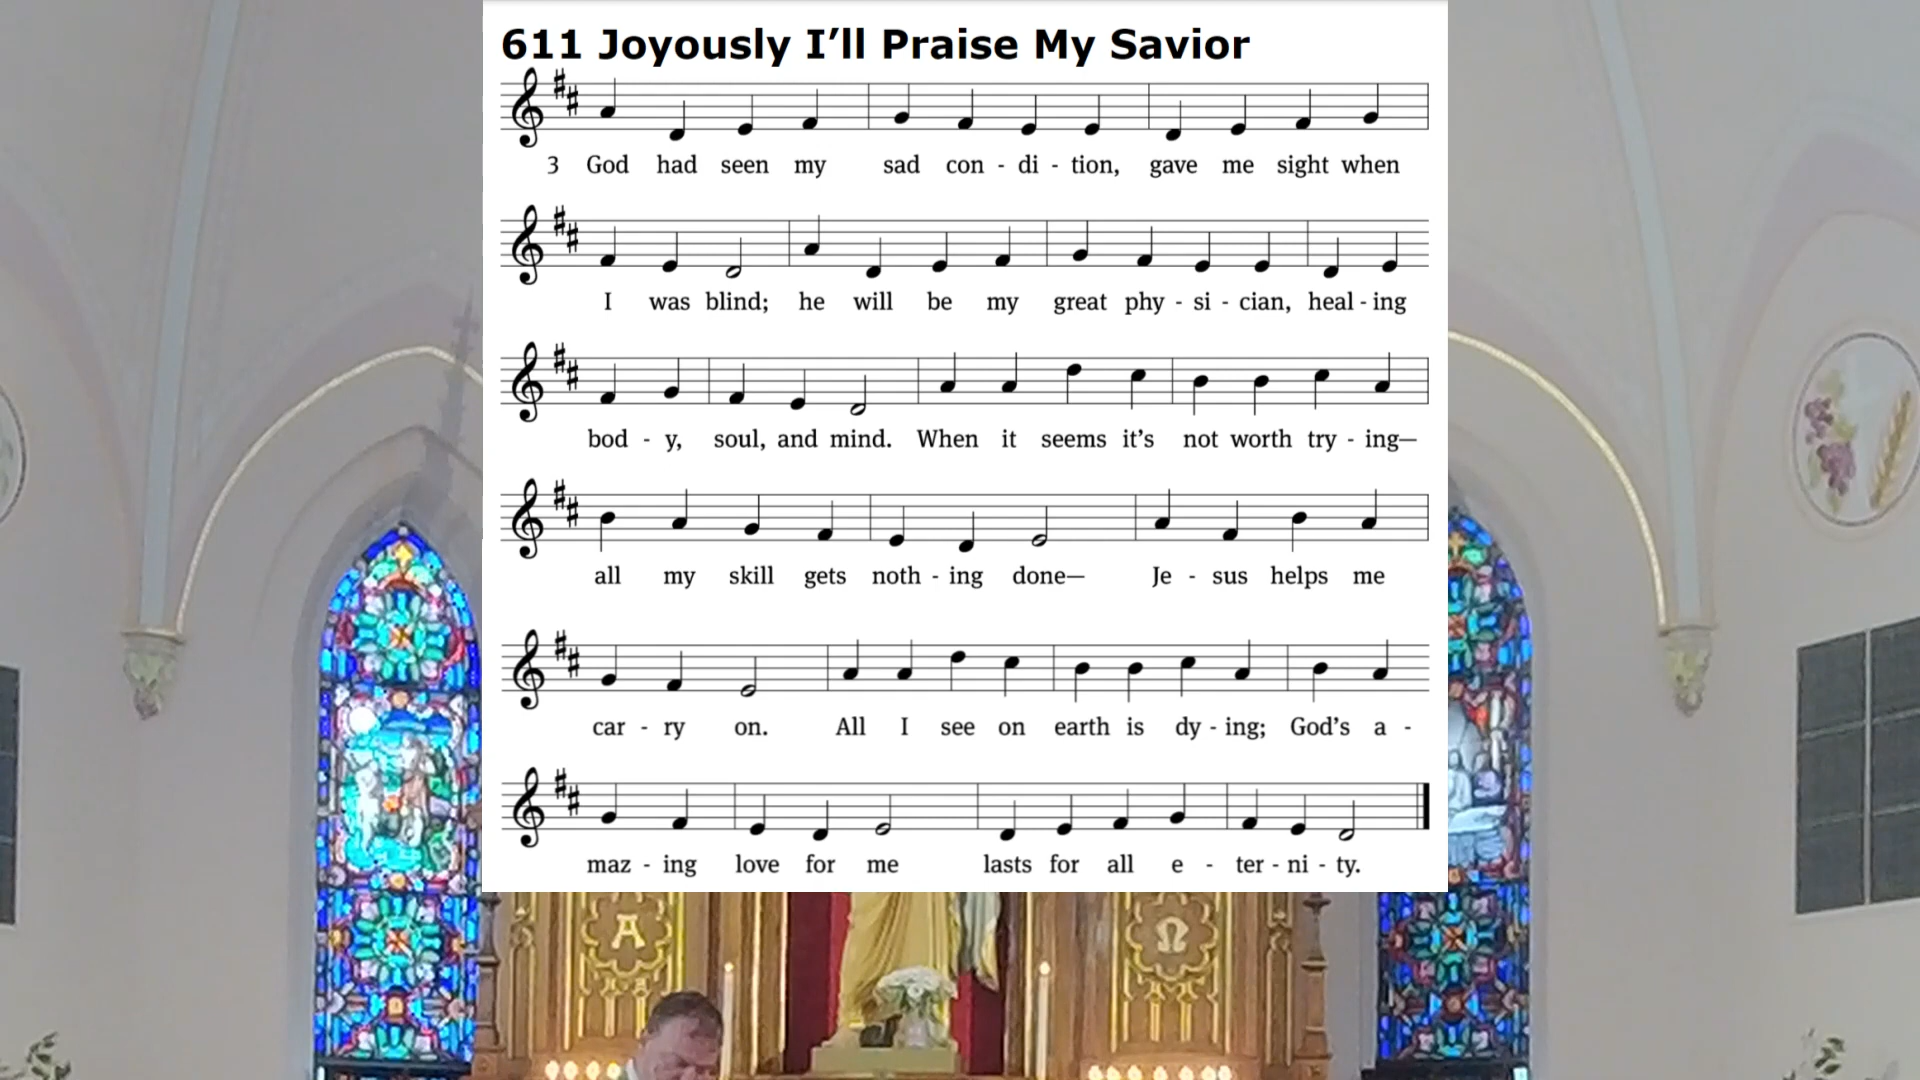 611 Joyously I’ll Praise My Savior
3 God had seen my sad con - di - tion, gave me sight when
I was blind; he will be my great phy - si - cian, heal - ing
bod - y, soul, and mind. When it seems it’s not worth try - ing—
all my skill gets noth - ing done— Je - sus helps me
car - ry on. All I see on earth is dy - ing; God’s a -
maz - ing love for me lasts for all e - ter - ni - ty.
Α Ω